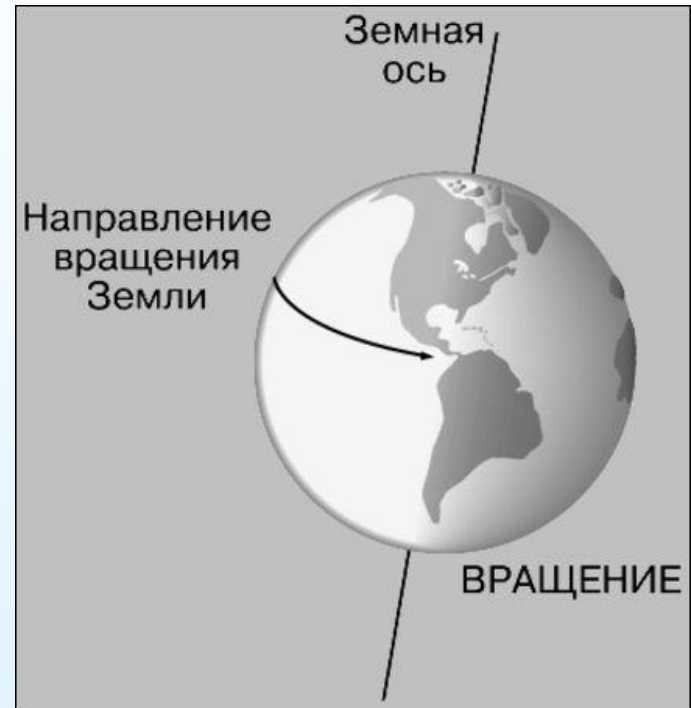 Земная
ось
Направление
вращения
Земли
ВРАЩЕНИЕ